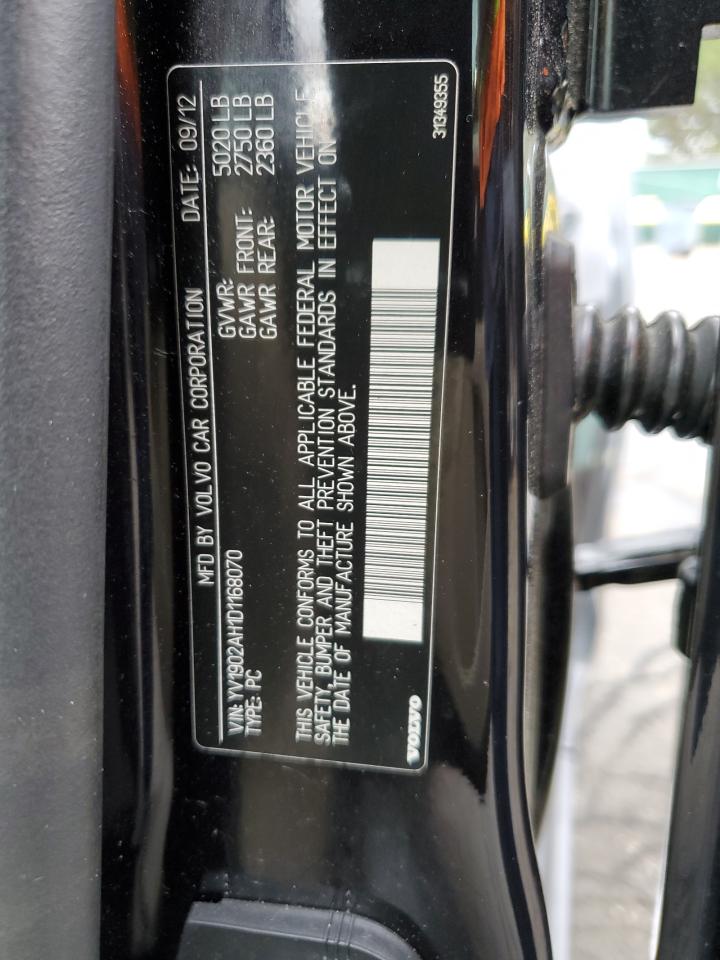 MFD BY VOLVO CAR CORPORATION DATE: 09/12
GVWR: 5020 LB
GAWR FRONT: 2750 LB
GAWR REAR: 2360 LB
VIN: YV1902AH1D1168070
TYPE: PC
THIS VEHICLE CONFORMS TO ALL APPLICABLE FEDERAL MOTOR VEHICLE
SAFETY, BUMPER AND THEFT PREVENTION STANDARDS IN EFFECT ON
THE DATE OF MANUFACTURE SHOWN ABOVE.
VOLVO
31349355